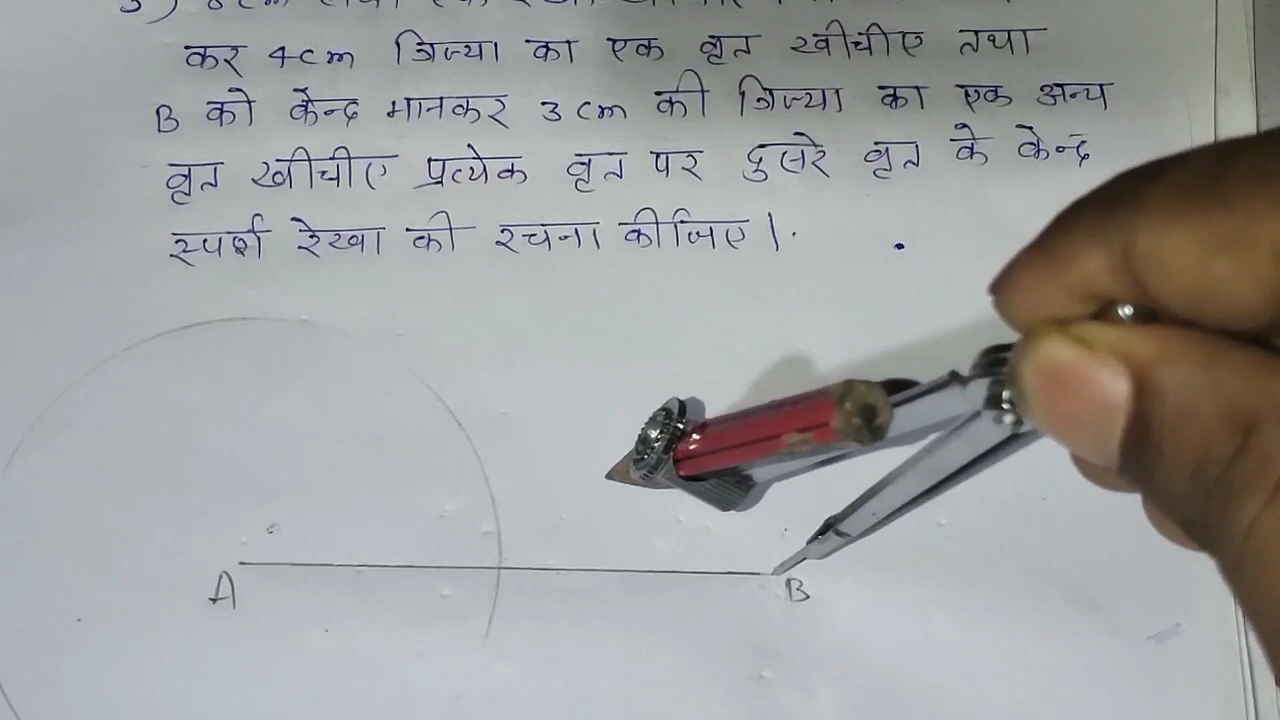 कर 4cm त्रिज्या का एक वृत खीचीए तथा
B को केन्द्र मानकर 3cm की त्रिज्या का एक अन्य
वृत खीचीए प्रत्येक वृत पर दुसरे वृत के केन्द्र
स्पर्श रेखा की रचना कीजिए।
A
B